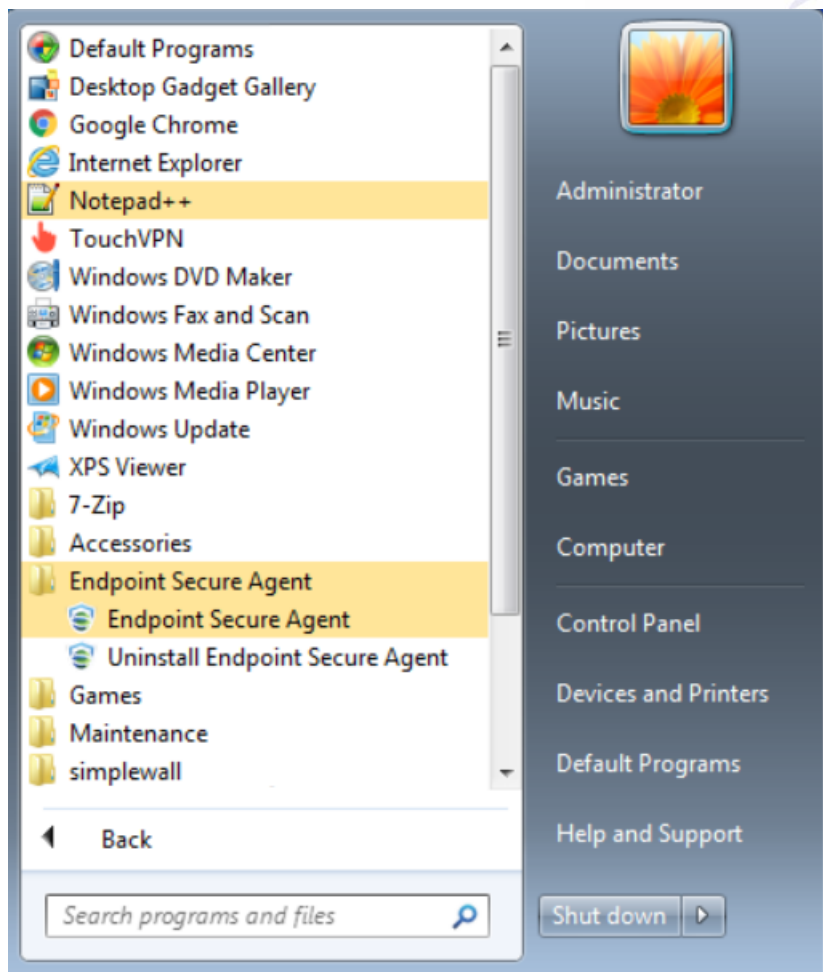 Default Programs
Desktop Gadget Gallery
Google Chrome
Internet Explorer
Notepad++
TouchVPN
Windows DVD Maker
Windows Fax and Scan
Windows Media Center
Windows Media Player
Windows Update
XPS Viewer
7-Zip
Accessories
Endpoint Secure Agent
Endpoint Secure Agent
Uninstall Endpoint Secure Agent
Games
Maintenance
simplewall
Back
Search programs and files
Administrator
Documents
Pictures
Music
Games
Computer
Control Panel
Devices and Printers
Default Programs
Help and Support
Shut down